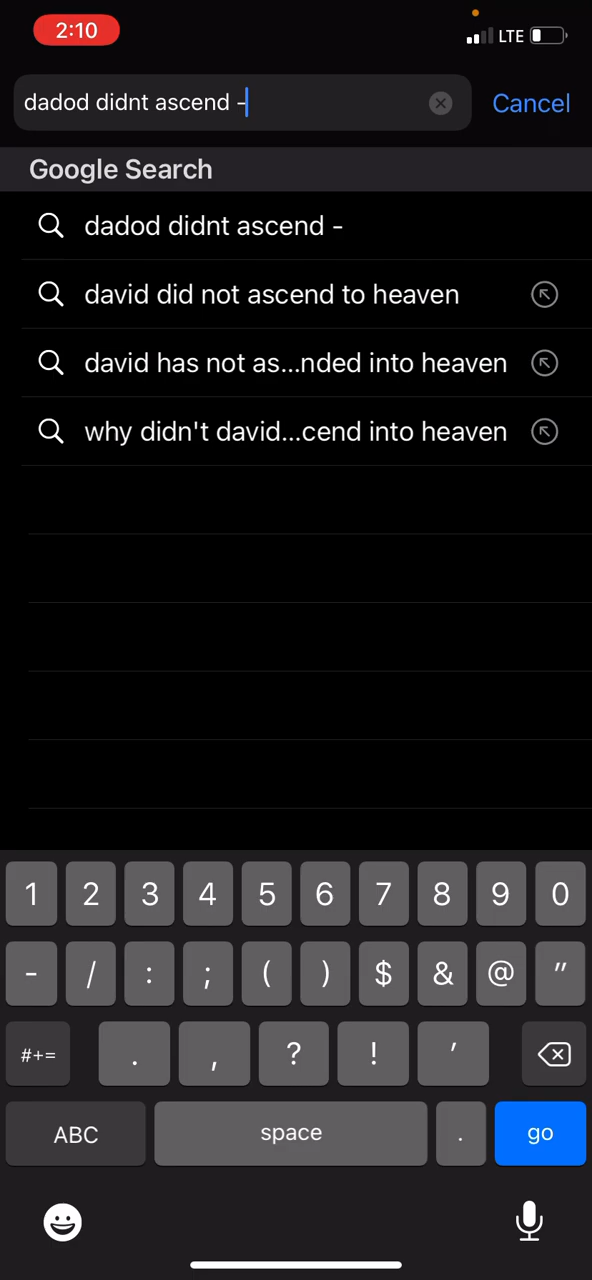 2:10
LTE
dadod didnt ascend -
Cancel
Google Search
dadod didnt ascend -
david did not ascend to heaven
david has not as...nded into heaven
why didn't david...cend into heaven
1 2 3 4 5 6 7 8 9 0
- / : ; ( ) $ & @ "
#+= . , ? ! '
ABC space . go